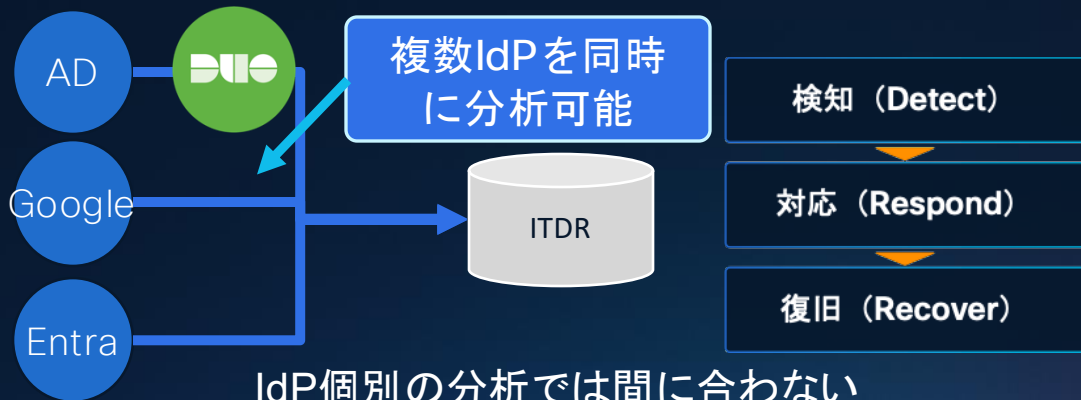 AD
DUO
複数IdPを同時
に分析可能
Google
Entra
ITDR
検知（Detect）
対応（Respond）
復旧（Recover）
IdP個別の分析では間に合わない